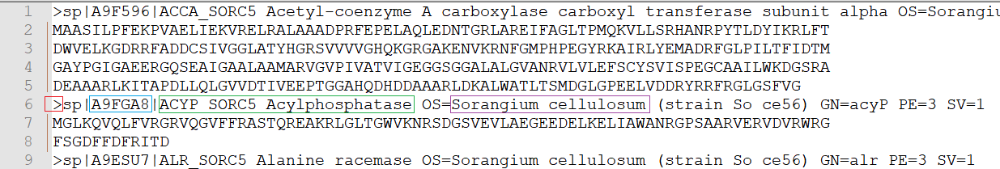 1 >sp|A9F596|ACCA_SORC5 Acetyl-coenzyme A carboxylase carboxyl transferase subunit alpha OS=Sorangiu
2 MAASILPFEKPVAELIEKVRELRALAAADPRFEPELAQLEDNTGRLAREIFAGLTPMQKVLLSRHANRPYTLDYIKRLFT
3 DWVELKGDRRFADDCSIVGGLATYHGRSVVVVGHQKGRGAKENVKRNFGMPHPEGYRKAIRLYEMADRFGLPILTFIDTM
4 GAYPGIGAEERGQSEAIGAALAAMARVGVPIVATVIGEGGSGGALALGVANRVLVLEFSCYSVISPEGCAAILWKDGSRA
5 DEAAARLKITAPDLLQLGVVDTIVEEPTGGAHQDHDDAAARLDKALWATLTSMDGLGPEELVDDRYRRFRGLGSFVG
6 >sp|A9FGA8|ACYP_SORC5 Acylphosphatase OS=Sorangium cellulosum (strain So ce56) GN=acyP PE=3 SV=1
7 MGLKQVQLFVRGRVQGVFFRASTQREAKRLGLTGWVKNRSDGSVEVLAEGEEDELKELIAWANRGPSAARVERVDVRWRG
8 FSGDFFDFRITD
9 >sp|A9ESU7|ALR_SORC5 Alanine racemase OS=Sorangium cellulosum (strain So ce56) GN=alr PE=3 SV=1